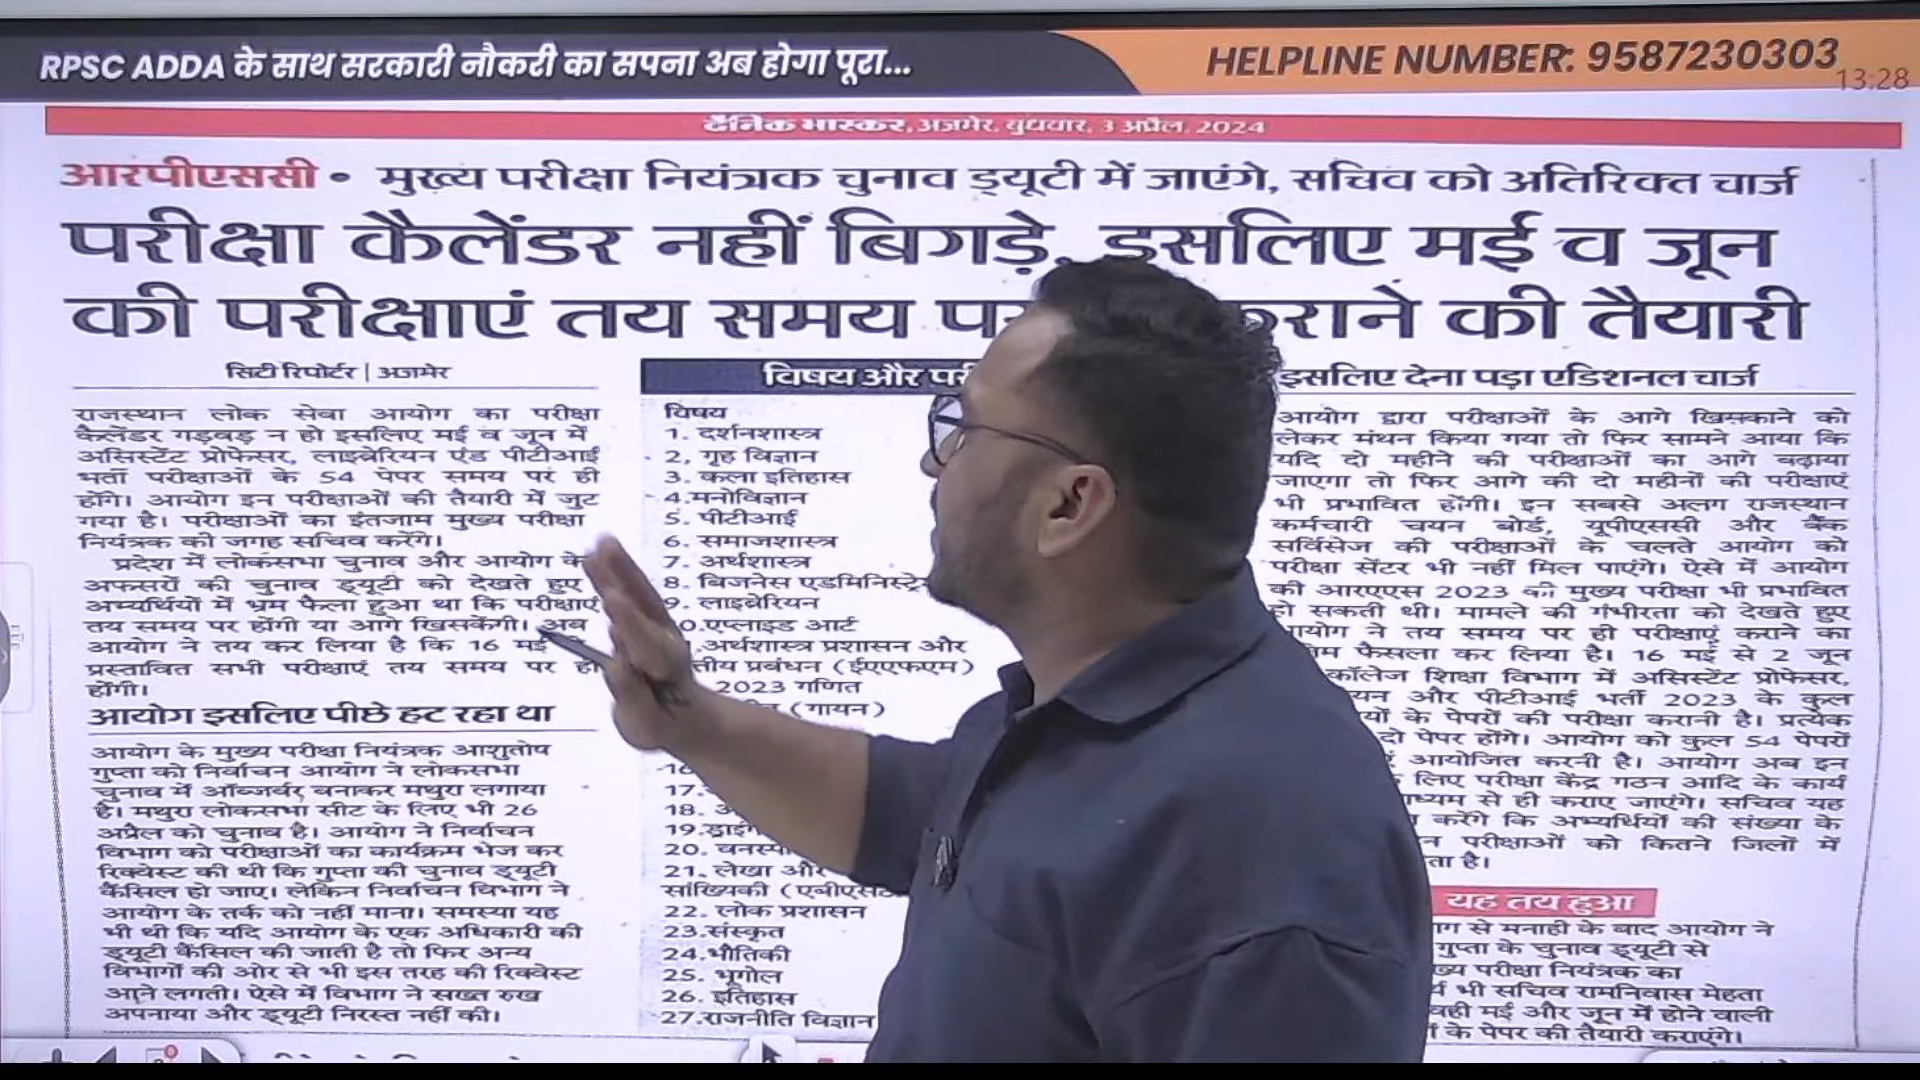 RPSC ADDA के साथ सरकारी नौकरी का सपना अब होगा पूरा...
HELPLINE NUMBER: 9587230303
13:28
दैनिक भास्कर, अजमेर, बुधवार, 3 अप्रैल, 2024
आरपीएससी • मुख्य परीक्षा नियंत्रक चुनाव ड्यूटी में जाएंगे, सचिव को अतिरिक्त चार्ज
परीक्षा कैलेंडर नहीं बिगड़े, इसलिए मई व जून
की परीक्षाएं तय समय कराने की तैयारी
सिटी रिपोर्टर | अजमेर
राजस्थान लोक सेवा आयोग का परीक्षा
कैलेंडर गड़बड़ न हो इसलिए मई व जून में
असिस्टेंट प्रोफेसर, लाइब्रेरियन एंड पीटीआई
भर्ती परीक्षाओं के 54 पेपर समय पर ही
होंगे। आयोग इन परीक्षाओं की तैयारी में जुट
गया है। परीक्षाओं का इंतजाम मुख्य परीक्षा
नियंत्रक की जगह सचिव करेंगे।
प्रदेश में लोकसभा चुनाव और आयोग के
अफसरों की चुनाव ड्यूटी को देखते हुए
अभ्यर्थियों में भ्रम फैला हुआ था कि परीक्षाएं
तय समय पर होंगी या आगे खिसकेंगी। अब
आयोग ने तय कर लिया है कि 16 मई
प्रस्तावित सभी परीक्षाएं तय समय पर ही
होंगी।
आयोग इसलिए पीछे हट रहा था
आयोग के मुख्य परीक्षा नियंत्रक आशुतोष
गुप्ता को निर्वाचन आयोग ने लोकसभा
चुनाव में ऑब्जर्वर बनाकर मथुरा लगाया
है। मथुरा लोकसभा सीट के लिए भी 26
अप्रैल को चुनाव है। आयोग ने निर्वाचन
विभाग को परीक्षाओं का कार्यक्रम भेज कर
रिक्वेस्ट की थी कि गुप्ता की चुनाव ड्यूटी
कैंसिल हो जाए। लेकिन निर्वाचन विभाग ने
आयोग के तर्क को नहीं माना। समस्या यह
भी थी कि यदि आयोग के एक अधिकारी की
ड्यूटी कैंसिल की जाती है तो फिर अन्य
विभागों की ओर से भी इस तरह की रिक्वेस्ट
आने लगती। ऐसे में विभाग ने सख्त रुख
अपनाया और ड्यूटी निरस्त नहीं की।
विषय और
विषय
1. दर्शनशास्त्र
2, गृह विज्ञान
3. कला इतिहास
4.मनोविज्ञान
5. पीटीआई
6. समाजशास्त्र
7. अर्थशास्त्र
8. बिजनेस
9. लाइब्रेरियन
0.एप्लाइड आर्ट
.अर्थशास्त्र प्रशासन और
प्रबंधन (ईएएफएम)
2023 गणित
(गायन)
16
17.
18.
19.
20.
21. लेखा और
सांख्यिकी
22. लोक प्रशासन
23.संस्कृत
24.भौतिकी
25. भूगोल
26. इतिहास
27.राजनीति विज्ञान
इसलिए देना पड़ा एडिशनल चार्ज
आयोग द्वारा परीक्षाओं के आगे खिसकाने को
लेकर मंथन किया गया तो फिर सामने आया कि
यदि दो महीने की परीक्षाओं का आगे बढ़ाया
जाएगा तो फिर आगे की दो महीनों की परीक्षाएं
भी प्रभावित होंगी। इन सबसे अलग राजस्थान
कर्मचारी चयन बोर्ड, यूपीएससी और बैंक
सर्विसेज की परीक्षाओं के चलते आयोग को
परीक्षा सेंटर भी नहीं मिल पाएंगे। ऐसे में आयोग
की आरएएस 2023 की मुख्य परीक्षा भी प्रभावित
हो सकती थी। मामले की गंभीरता को देखते हुए
आयोग ने तय समय पर ही परीक्षाएं कराने का
फैसला कर लिया है। 16 मई से 2 जून
कॉलेज शिक्षा विभाग में असिस्टेंट प्रोफेसर,
और पीटीआई भर्ती 2023 के कुल
के पेपरों की परीक्षा करानी है। प्रत्येक
दो पेपर होंगे। आयोग को कुल 54 पेपरों
आयोजित करनी है। आयोग अब इन
लिए परीक्षा केंद्र गठन आदि के कार्य
से ही कराए जाएंगे। सचिव यह
करेंगे कि अभ्यर्थियों की संख्या के
परीक्षाओं को कितने जिलों में
है।
यह तय हुआ
से मनाही के बाद आयोग ने
गुप्ता के चुनाव ड्यूटी से
परीक्षा नियंत्रक का
भी सचिव रामनिवास मेहता
वही मई और जून में होने वाली
के पेपर की तैयारी कराएंगे।